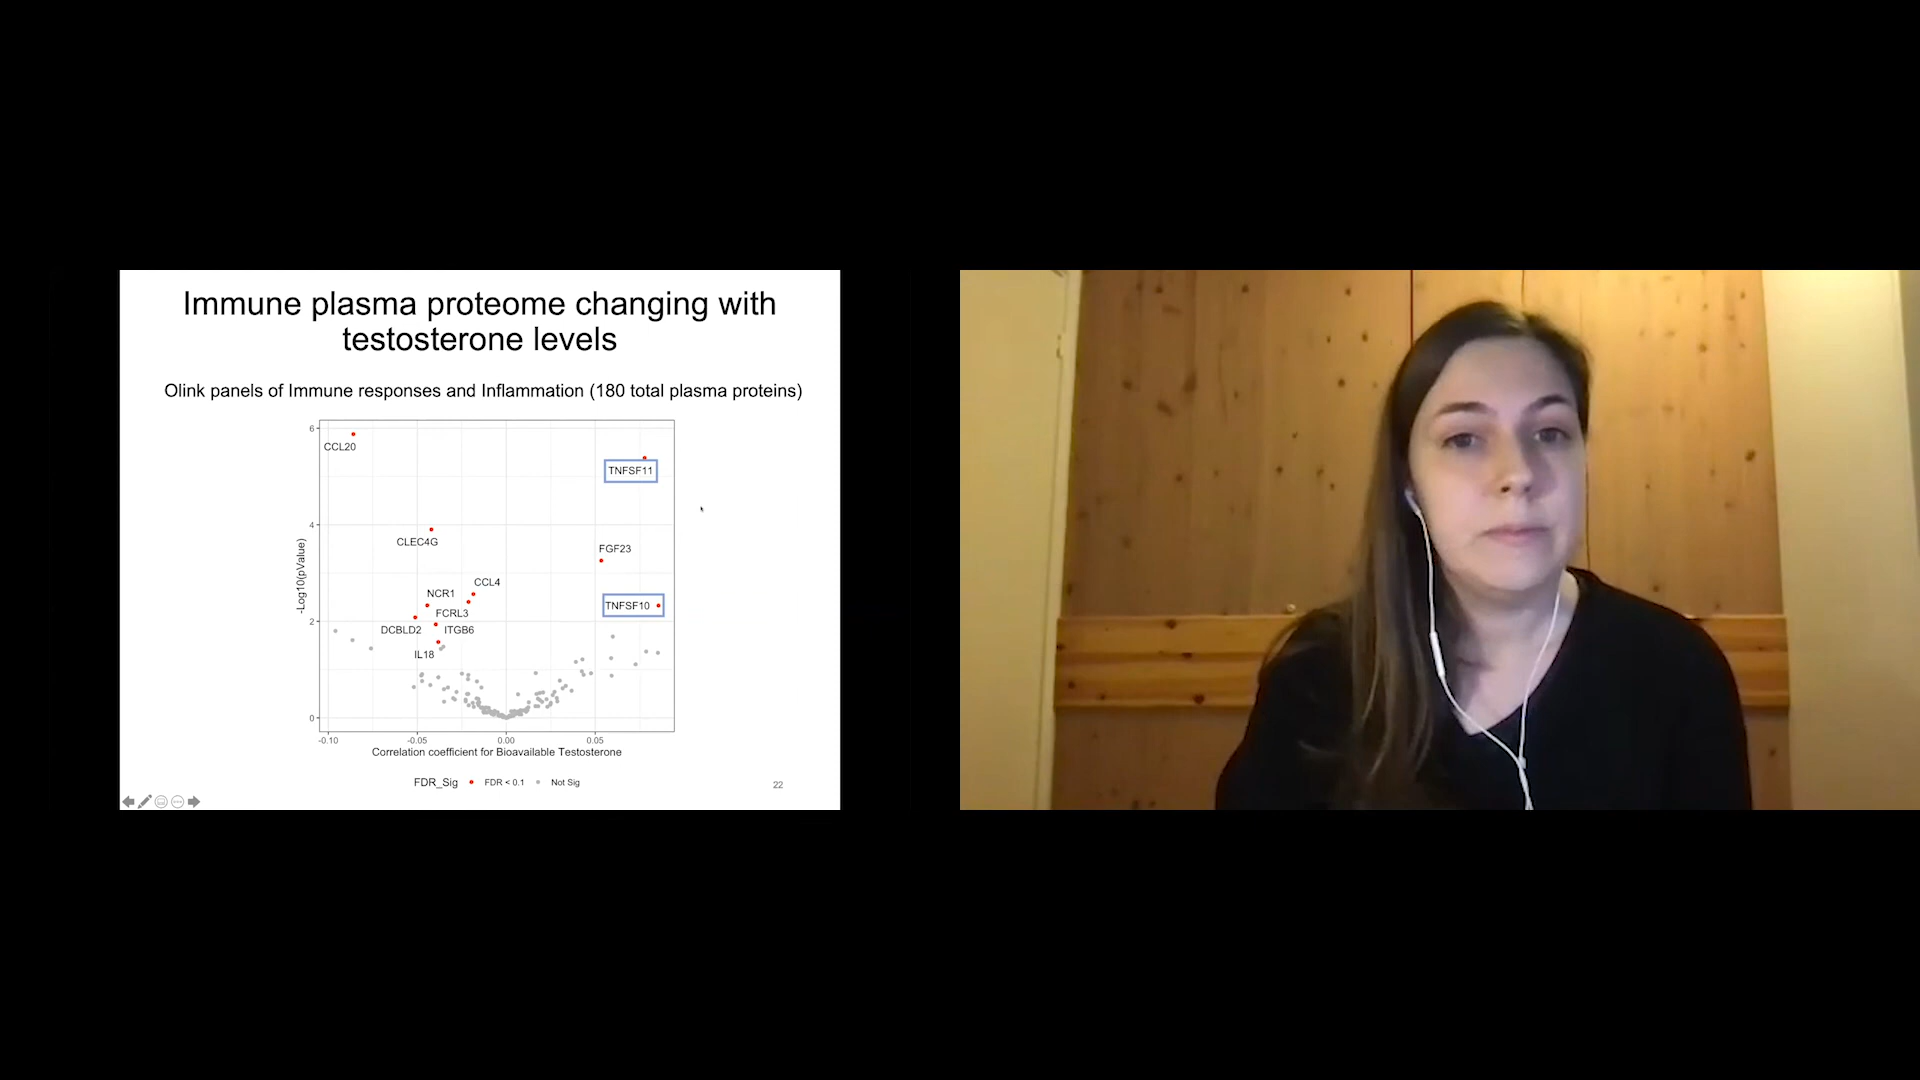 Immune plasma proteome changing with
testosterone levels
Olink panels of Immune responses and Inflammation (180 total plasma proteins)
6
CCL20
TNFSF11
4
CLEC4G
FGF23
CCL4
NCR1
TNFSF10
FCRL3
2
DCBLD2
ITGB6
IL18
0
-Log10(pValue)
-0.10 -0.05 0.00 0.05
Correlation coefficient for Bioavailable Testosterone
FDR_Sig FDR < 0.1 Not Sig
22